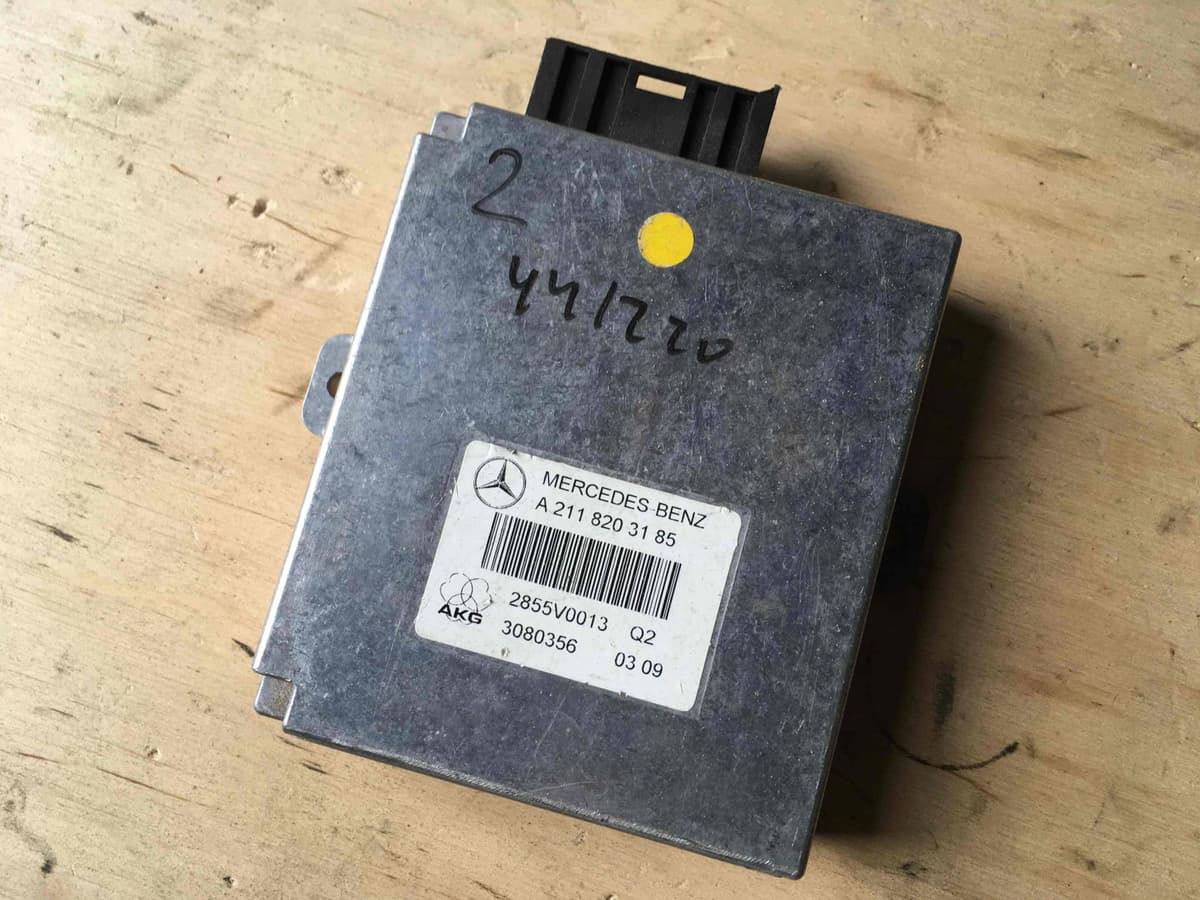 2
44/220
MERCEDES-BENZ
A 211 820 31 85
AKG
2855V0013 Q2
3080356 03 09